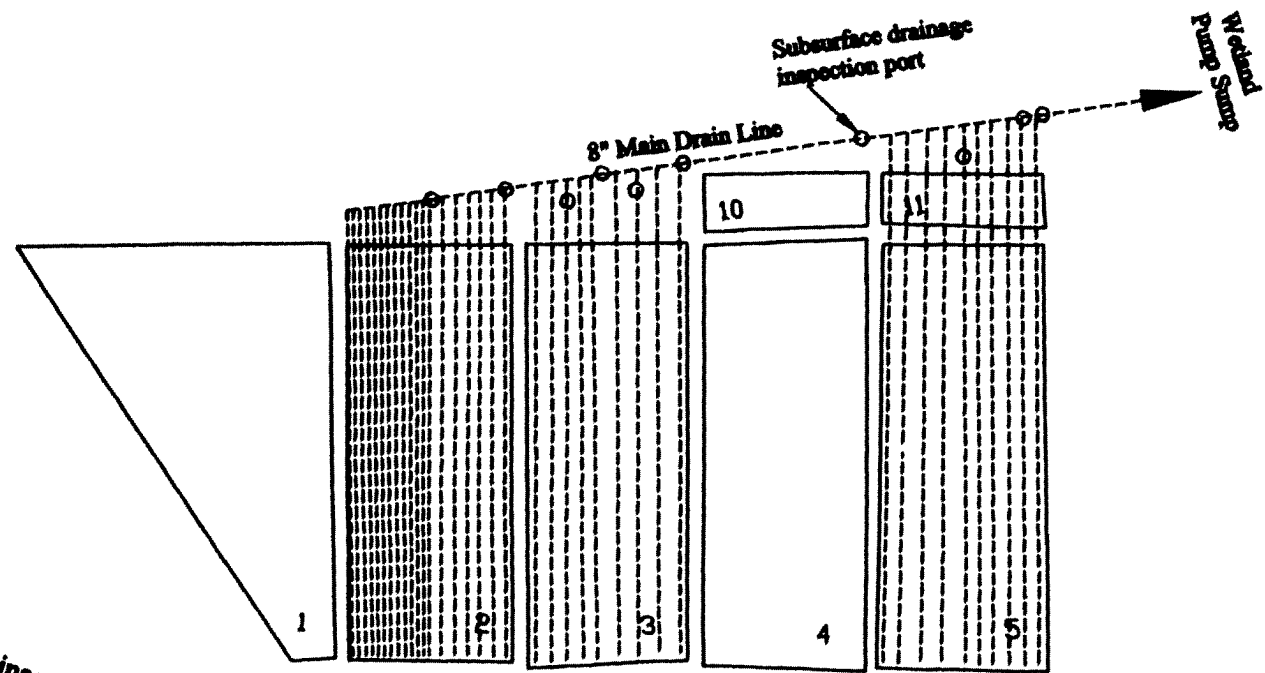 Subsurface drainage
inspection port
Wetland
Pump Sump
8" Main Drain Line
10
11
1
2
3
4
5